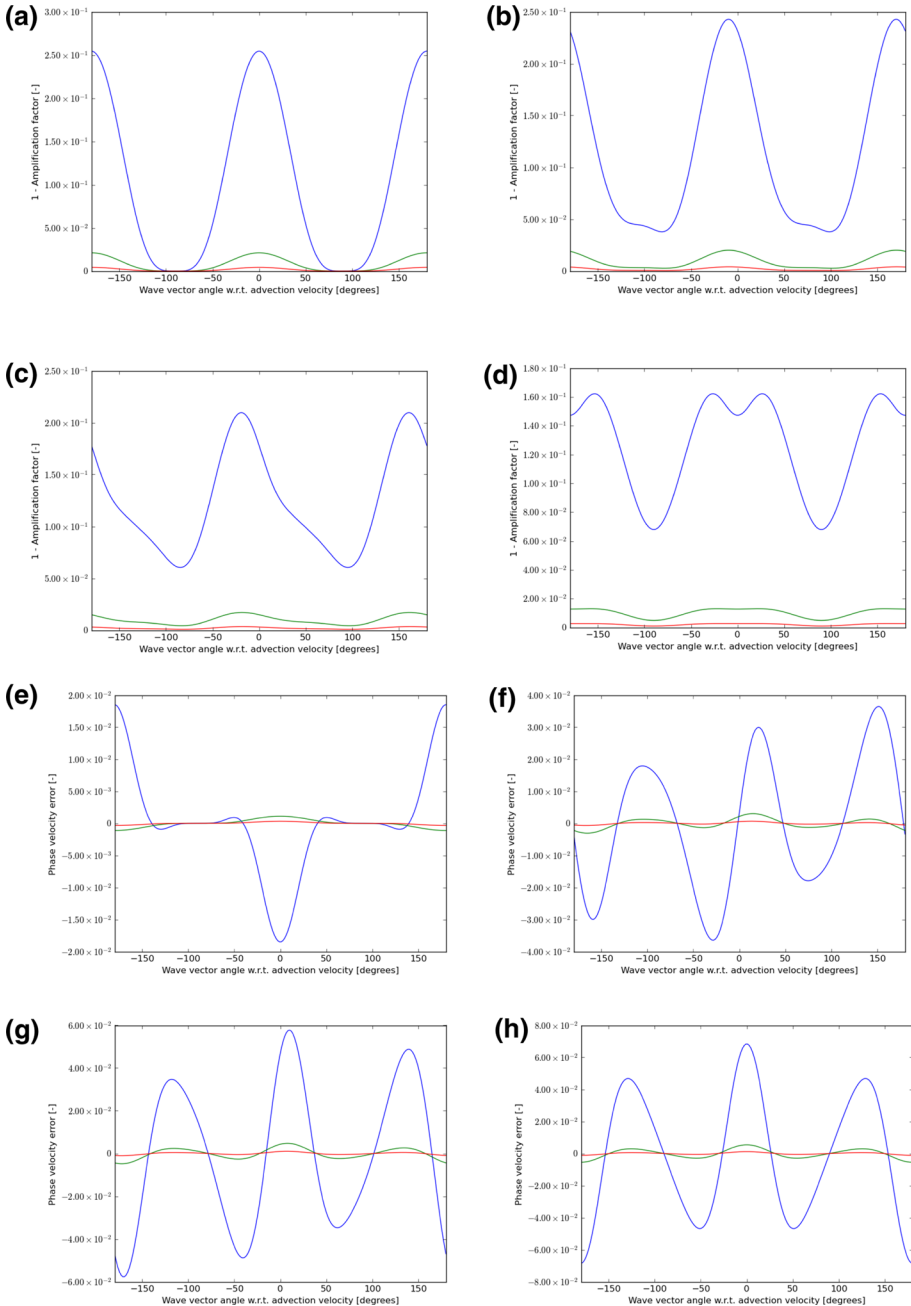 (a)
3.00 × 10⁻¹
2.50 × 10⁻¹
2.00 × 10⁻¹
1.50 × 10⁻¹
1.00 × 10⁻¹
5.00 × 10⁻²
0
1 - Amplification factor [-]
−150 −100 −50 0 50 100 150
Wave vector angle w.r.t. advection velocity [degrees]
(b)
2.50 × 10⁻¹
2.00 × 10⁻¹
1.50 × 10⁻¹
1.00 × 10⁻¹
5.00 × 10⁻²
0
1 - Amplification factor [-]
−150 −100 −50 0 50 100 150
Wave vector angle w.r.t. advection velocity [degrees]
(c)
2.50 × 10⁻¹
2.00 × 10⁻¹
1.50 × 10⁻¹
1.00 × 10⁻¹
5.00 × 10⁻²
0
1 - Amplification factor [-]
−150 −100 −50 0 50 100 150
Wave vector angle w.r.t. advection velocity [degrees]
(d)
1.80 × 10⁻¹
1.60 × 10⁻¹
1.40 × 10⁻¹
1.20 × 10⁻¹
1.00 × 10⁻¹
8.00 × 10⁻²
6.00 × 10⁻²
4.00 × 10⁻²
2.00 × 10⁻²
0
1 - Amplification factor [-]
−150 −100 −50 0 50 100 150
Wave vector angle w.r.t. advection velocity [degrees]
(e)
2.00 × 10⁻²
1.50 × 10⁻²
1.00 × 10⁻²
5.00 × 10⁻³
0
−5.00 × 10⁻³
−1.00 × 10⁻²
−1.50 × 10⁻²
−2.00 × 10⁻²
Phase velocity error [-]
−150 −100 −50 0 50 100 150
Wave vector angle w.r.t. advection velocity [degrees]
(f)
4.00 × 10⁻²
3.00 × 10⁻²
2.00 × 10⁻²
1.00 × 10⁻²
0
−1.00 × 10⁻²
−2.00 × 10⁻²
−3.00 × 10⁻²
−4.00 × 10⁻²
Phase velocity error [-]
−150 −100 −50 0 50 100 150
Wave vector angle w.r.t. advection velocity [degrees]
(g)
6.00 × 10⁻²
4.00 × 10⁻²
2.00 × 10⁻²
0
−2.00 × 10⁻²
−4.00 × 10⁻²
−6.00 × 10⁻²
Phase velocity error [-]
−150 −100 −50 0 50 100 150
Wave vector angle w.r.t. advection velocity [degrees]
(h)
8.00 × 10⁻²
6.00 × 10⁻²
4.00 × 10⁻²
2.00 × 10⁻²
0
−2.00 × 10⁻²
−4.00 × 10⁻²
−6.00 × 10⁻²
−8.00 × 10⁻²
Phase velocity error [-]
−150 −100 −50 0 50 100 150
Wave vector angle w.r.t. advection velocity [degrees]